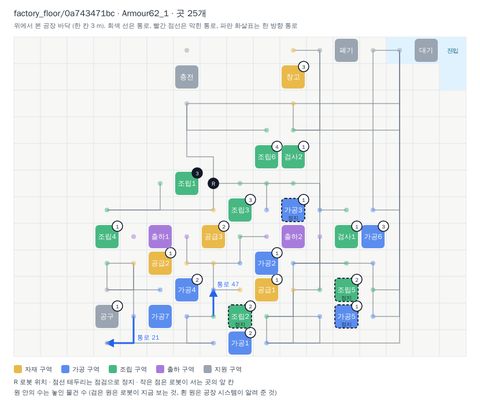 factory_floor/0a743471bc · Armour62_1 · 곳 25개
위에서 본 공장 바닥 (한 칸 3 m). 회색 선은 통로, 빨간 점선은 막힌 통로, 파란 화살표는 한 방향 통로
폐기 대기 진입
충전 창고 3
조립6 4 검사2 1
조립1 3 R
조립3 3 가공3 1
조립4 1 출하1 공급3 2 출하2 검사1 1 가공6 3
공급2 1 가공2 2
가공4 2 통로 47 공급1 2 조립5 2
공구 1 가공7 조립2 2 가공5 1
통로 21 가공1 2
자재 구역 가공 구역 조립 구역 출하 구역 지원 구역
R 로봇 위치 · 점선 테두리는 점검으로 정지 · 작은 점은 로봇이 서는 곳의 앞 칸
원 안의 수는 놓인 물건 수 (검은 원은 로봇이 지금 보는 것, 흰 원은 공장 시스템이 알려 준 것)